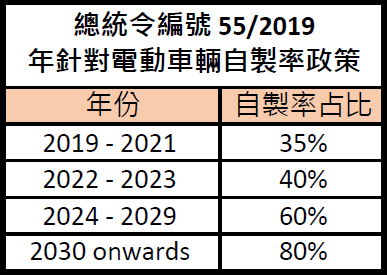 總統令編號 55/2019
年針對電動車輛自製率政策
年份 自製率占比
2019 - 2021 35%
2022 - 2023 40%
2024 - 2029 60%
2030 onwards 80%